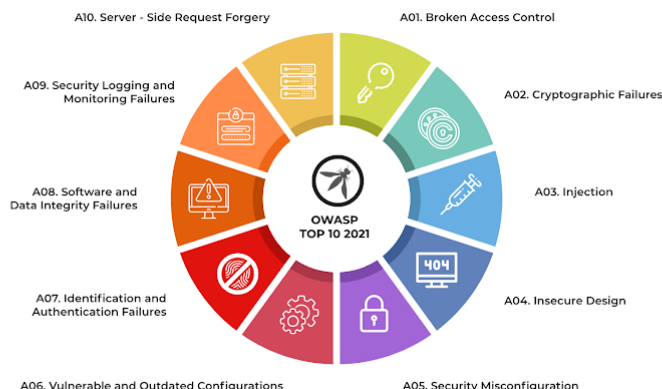 A10. Server - Side Request Forgery
A01. Broken Access Control
A09. Security Logging and
Monitoring Failures
A02. Cryptographic Failures
A08. Software and
Data Integrity Failures
A03. Injection
OWASP
TOP 10 2021
404
A07. Identification and
Authentication Failures
A04. Insecure Design
A06. Vulnerable and Outdated Configurations
A05. Security Misconfiguration